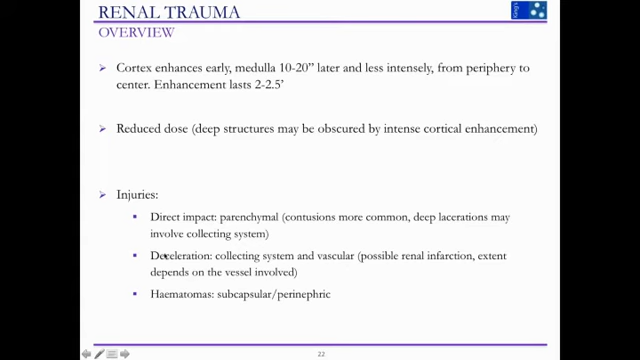 RENAL TRAUMA
OVERVIEW
Cortex enhances early, medulla 10-20” later and less intensely, from periphery to
center. Enhancement lasts 2-2.5’
Reduced dose (deep structures may be obscured by intense cortical enhancement)
Injuries:
Direct impact: parenchymal (contusions more common, deep lacerations may
involve collecting system)
Deceleration: collecting system and vascular (possible renal infarction, extent
depends on the vessel involved)
Haematomas: subcapsular/perinephric
22